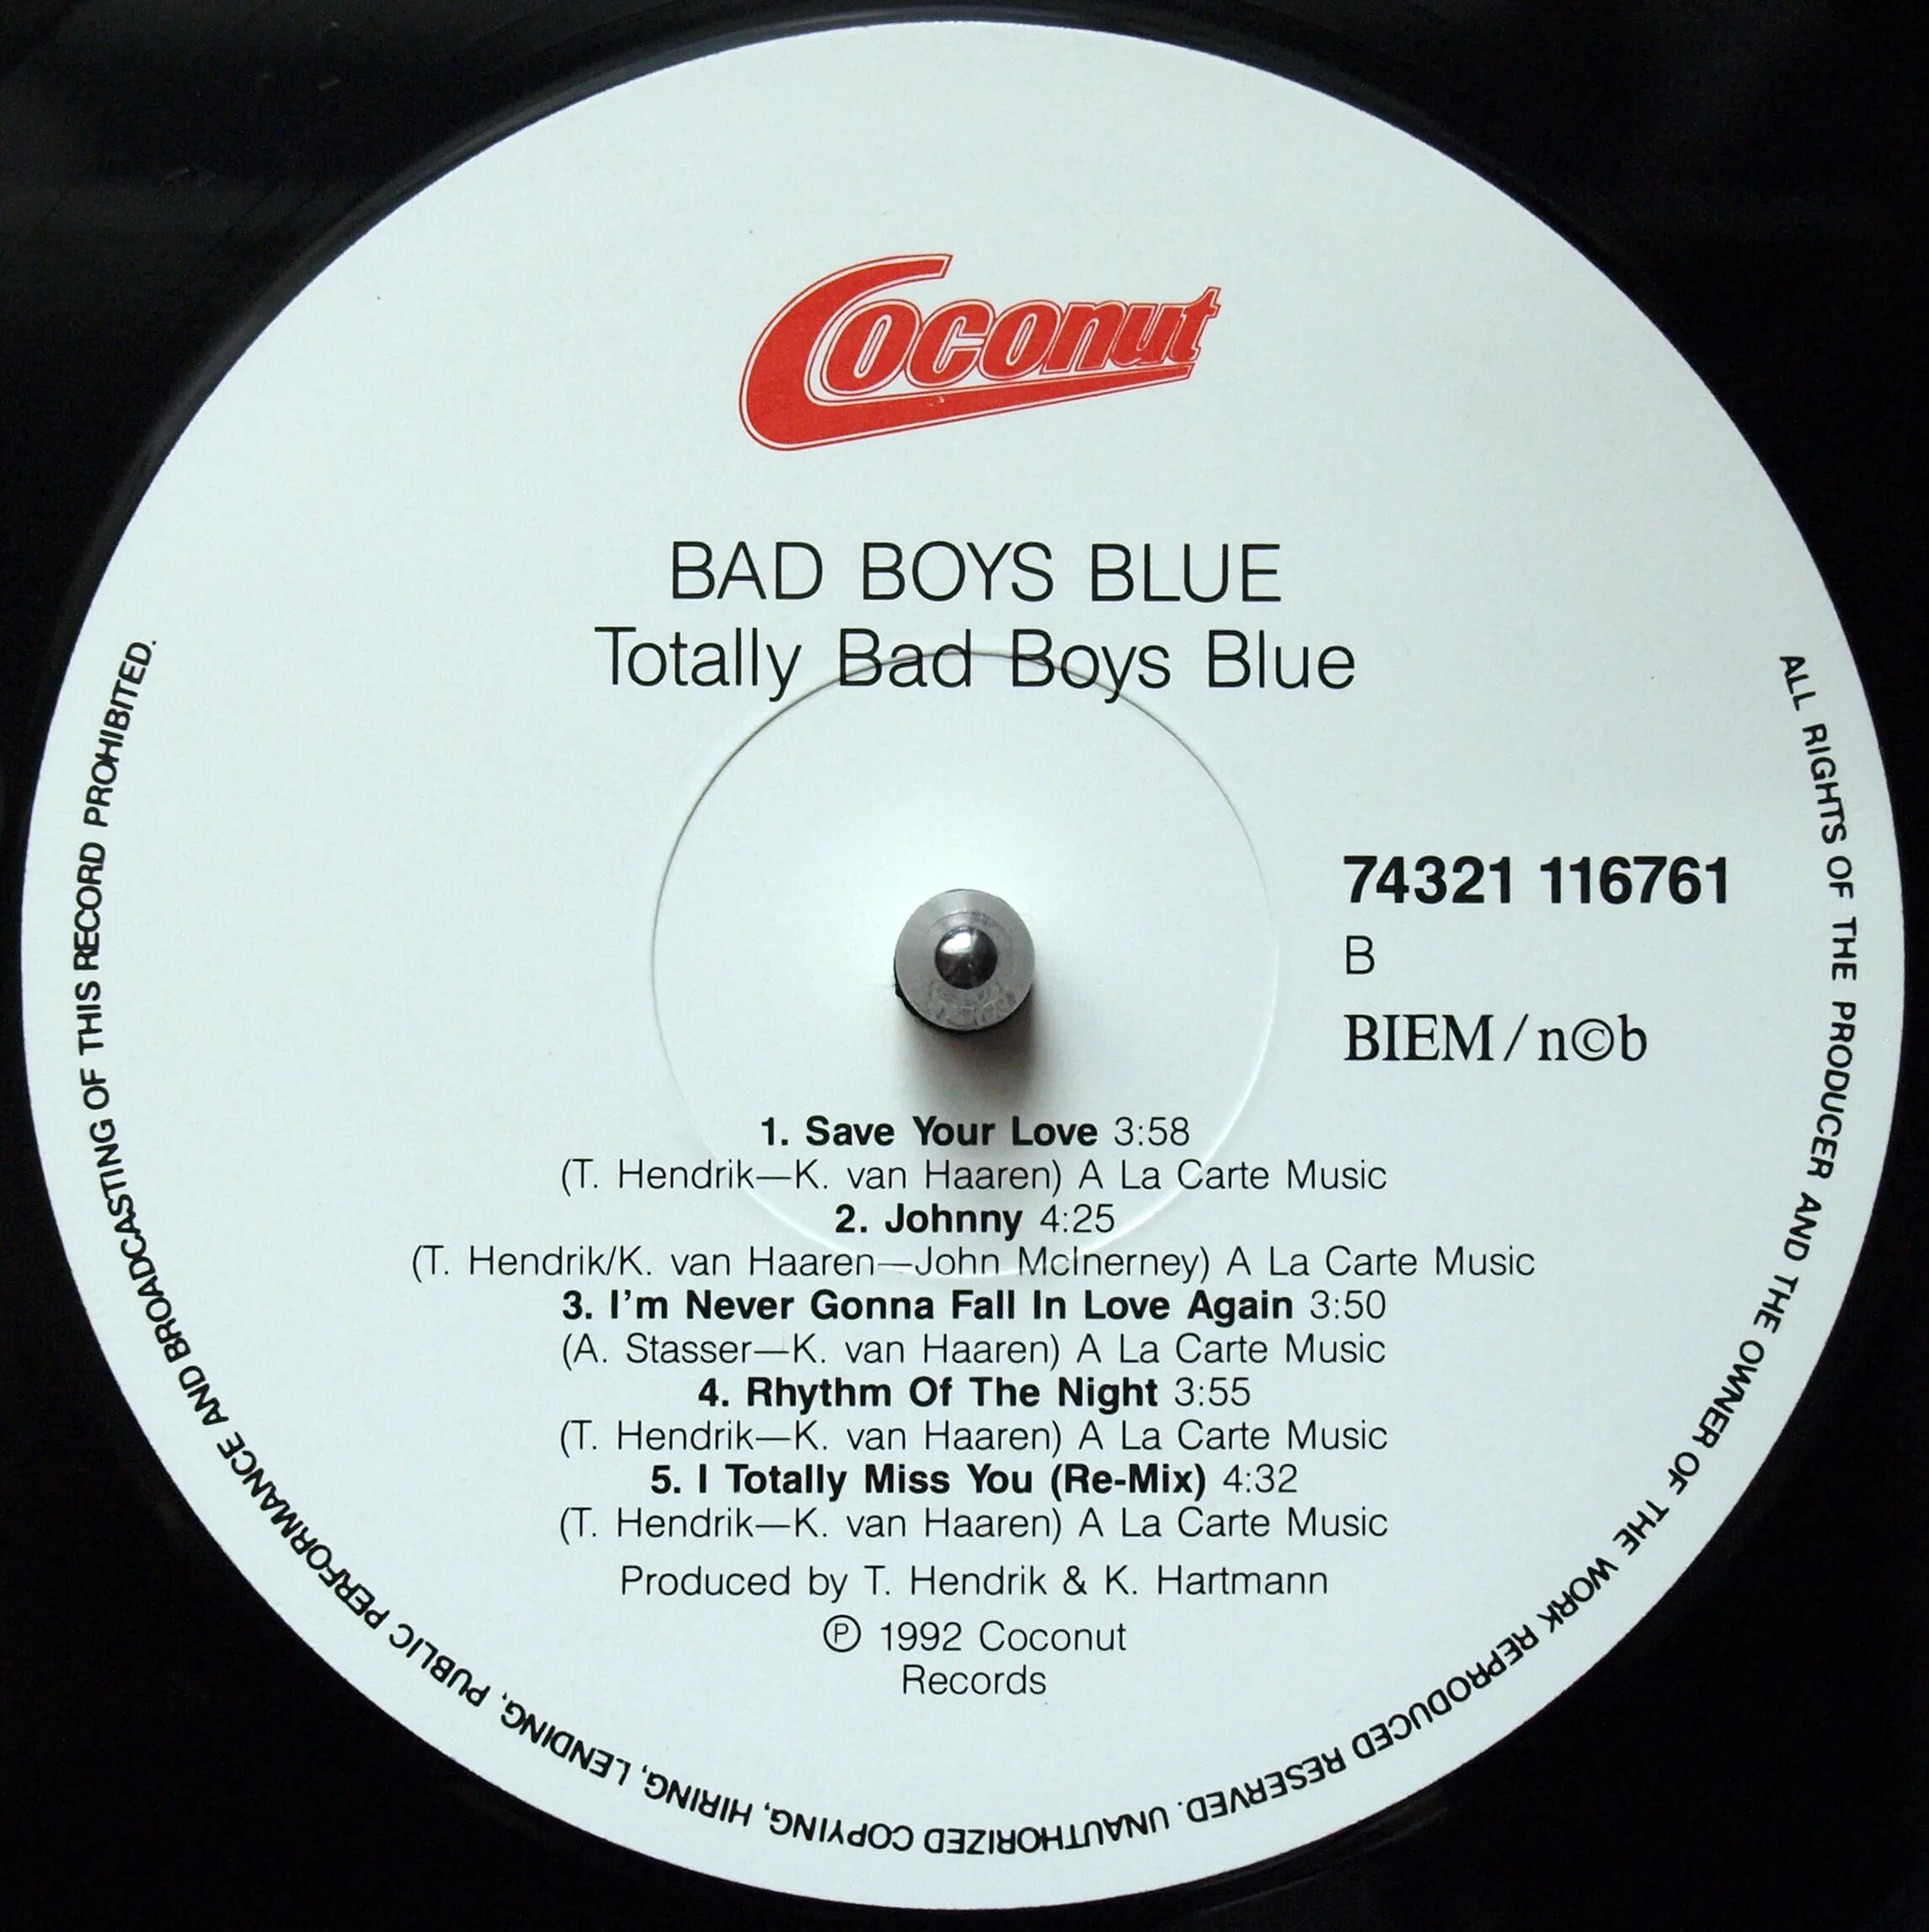 Coconut
BAD BOYS BLUE
Totally Bad Boys Blue
74321 116761
B
BIEM/n©b
1. Save Your Love 3:58
(T. Hendrik—K. van Haaren) A La Carte Music
2. Johnny 4:25
(T. Hendrik/K. van Haaren—John McInerney) A La Carte Music
3. I'm Never Gonna Fall In Love Again 3:50
(A. Stasser—K. van Haaren) A La Carte Music
4. Rhythm Of The Night 3:55
(T. Hendrik—K. van Haaren) A La Carte Music
5. I Totally Miss You (Re-Mix) 4:32
(T. Hendrik—K. van Haaren) A La Carte Music
Produced by T. Hendrik & K. Hartmann
℗ 1992 Coconut
Records
ALL RIGHTS OF THE PRODUCER AND THE OWNER OF THE WORK REPRODUCED RESERVED. UNAUTHORIZED COPYING, HIRING, LENDING, PUBLIC PERFORMANCE AND BROADCASTING OF THIS RECORD PROHIBITED.